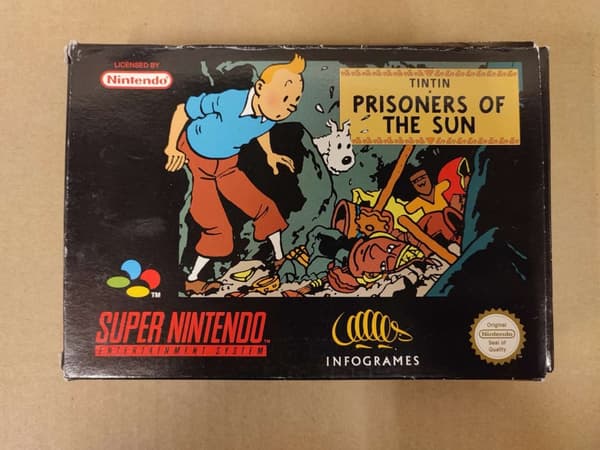 LICENSED BY
Nintendo
TINTIN
PRISONERS OF
THE SUN
TM
SUPER NINTENDO
TM
ENTERTAINMENT SYSTEM
INFOGRAMES
Original
Nintendo
Seal of
Quality